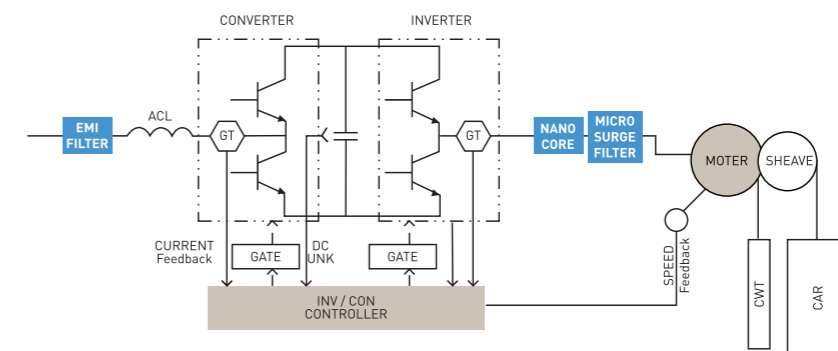 CONVERTER
INVERTER
EMI
FILTER
ACL
GT
GT
NANO
CORE
MICRO
SURGE
FILTER
MOTER
SHEAVE
CURRENT
Feedback
GATE
DC
UNK
GATE
SPEED
Feedback
CWT
CAR
INV / CON
CONTROLLER